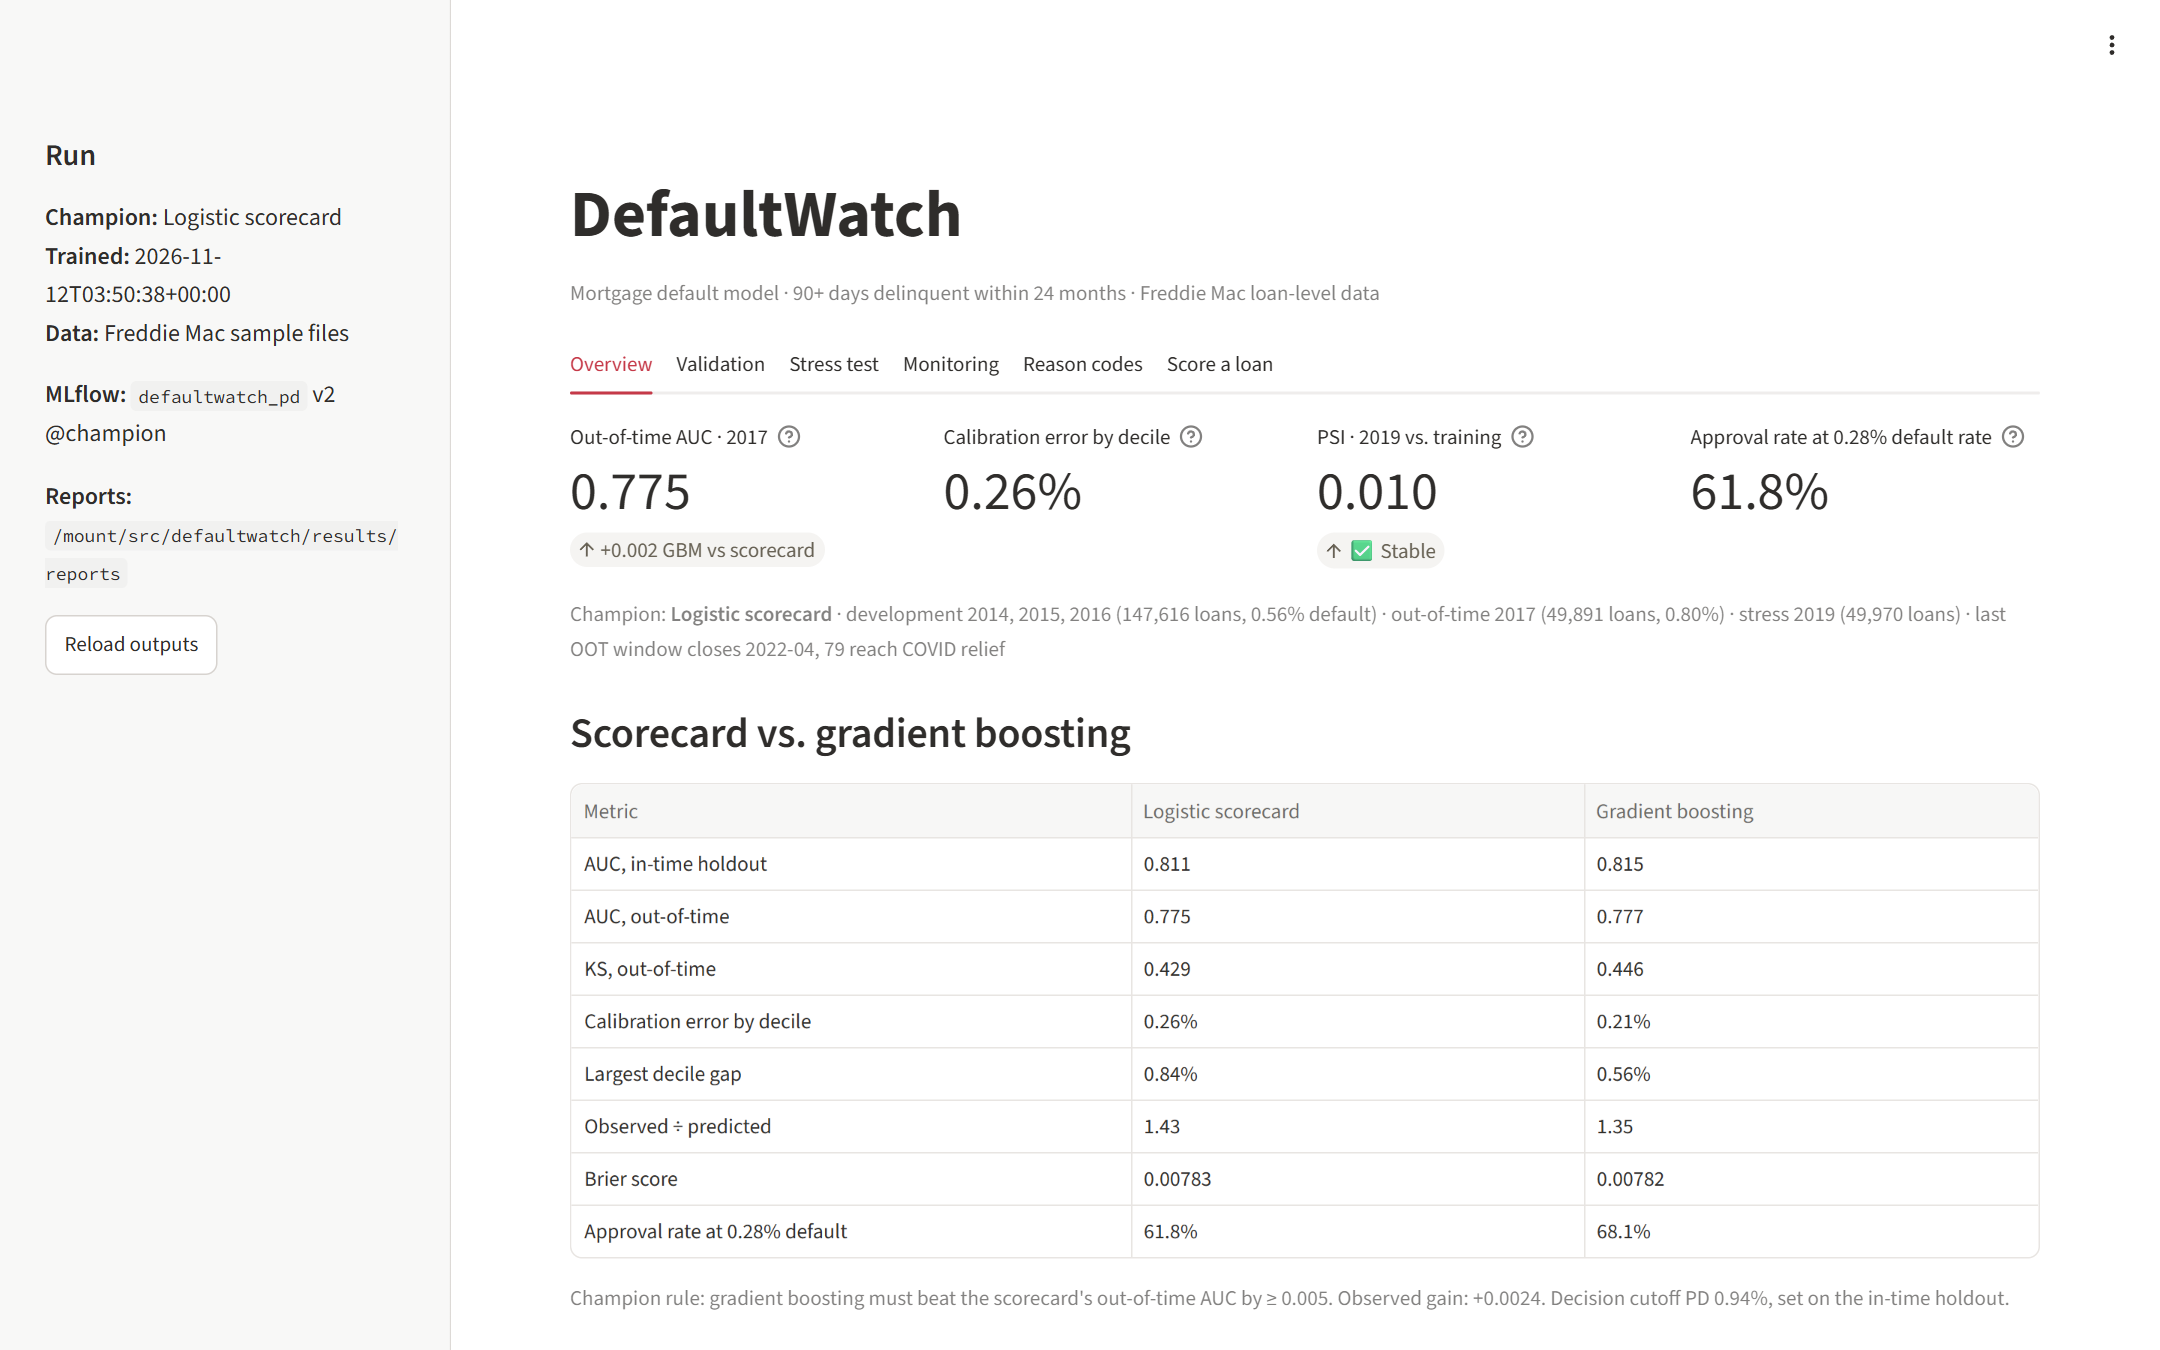 Run
Champion: Logistic scorecard
Trained: 2026-11-
12T03:50:38+00:00
Data: Freddie Mac sample files
MLflow: defaultwatch_pd v2
@champion
Reports:
/mount/src/defaultwatch/results/
reports
Reload outputs
DefaultWatch
Mortgage default model · 90+ days delinquent within 24 months · Freddie Mac loan-level data
Overview Validation Stress test Monitoring Reason codes Score a loan
Out-of-time AUC · 2017 Calibration error by decile PSI · 2019 vs. training Approval rate at 0.28% default rate
0.775 0.26% 0.010 61.8%
↑ +0.002 GBM vs scorecard ↑ ✅ Stable
Champion: Logistic scorecard · development 2014, 2015, 2016 (147,616 loans, 0.56% default) · out-of-time 2017 (49,891 loans, 0.80%) · stress 2019 (49,970 loans) · last
OOT window closes 2022-04, 79 reach COVID relief
Scorecard vs. gradient boosting
Metric Logistic scorecard Gradient boosting
AUC, in-time holdout 0.811 0.815
AUC, out-of-time 0.775 0.777
KS, out-of-time 0.429 0.446
Calibration error by decile 0.26% 0.21%
Largest decile gap 0.84% 0.56%
Observed ÷ predicted 1.43 1.35
Brier score 0.00783 0.00782
Approval rate at 0.28% default 61.8% 68.1%
Champion rule: gradient boosting must beat the scorecard's out-of-time AUC by ≥ 0.005. Observed gain: +0.0024. Decision cutoff PD 0.94%, set on the in-time holdout.